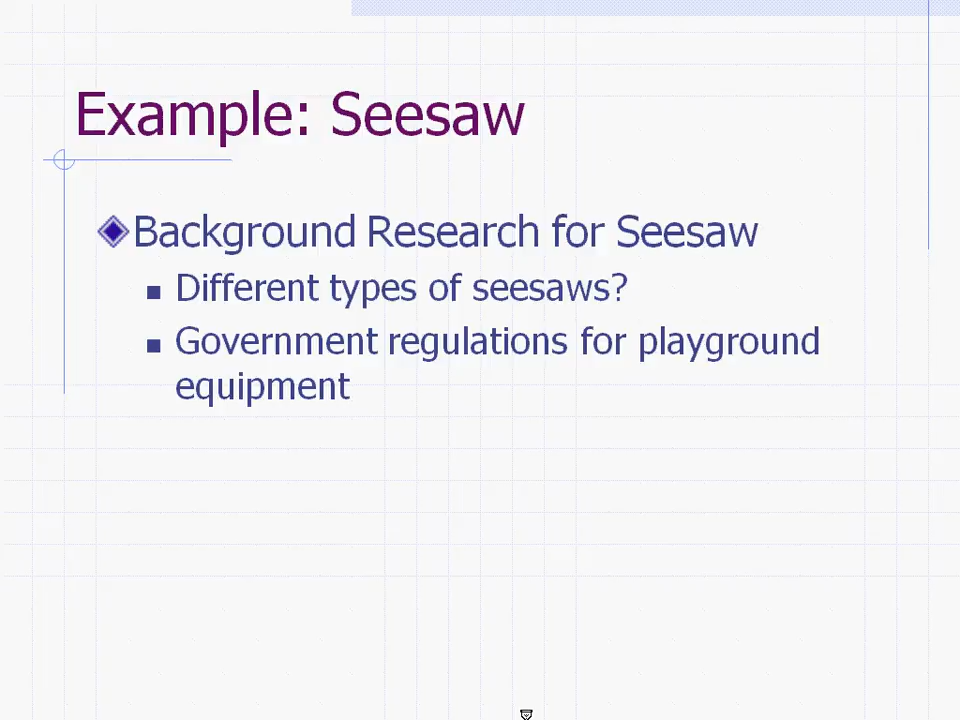 Example: Seesaw
Background Research for Seesaw
Different types of seesaws?
Government regulations for playground
equipment